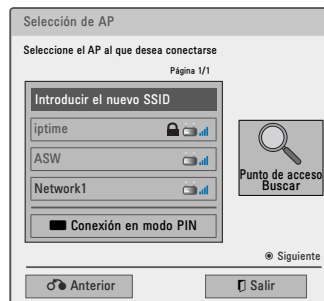 Selección de AP
Seleccione el AP al que desea conectarse
Página 1/1
Introducir el nuevo SSID
iptime
ASW
Network1
Conexión en modo PIN
Punto de acceso
Buscar
Siguiente
Anterior
Salir